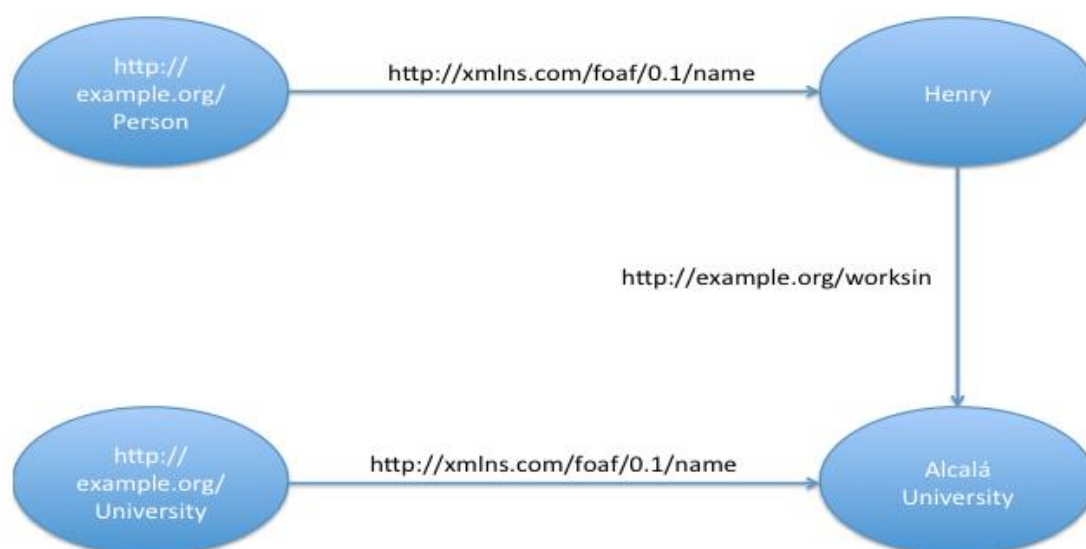 http://
example.org/
Person
http://xmlns.com/foaf/0.1/name
Henry
http://example.org/worksin
http://
example.org/
University
http://xmlns.com/foaf/0.1/name
Alcalá
University